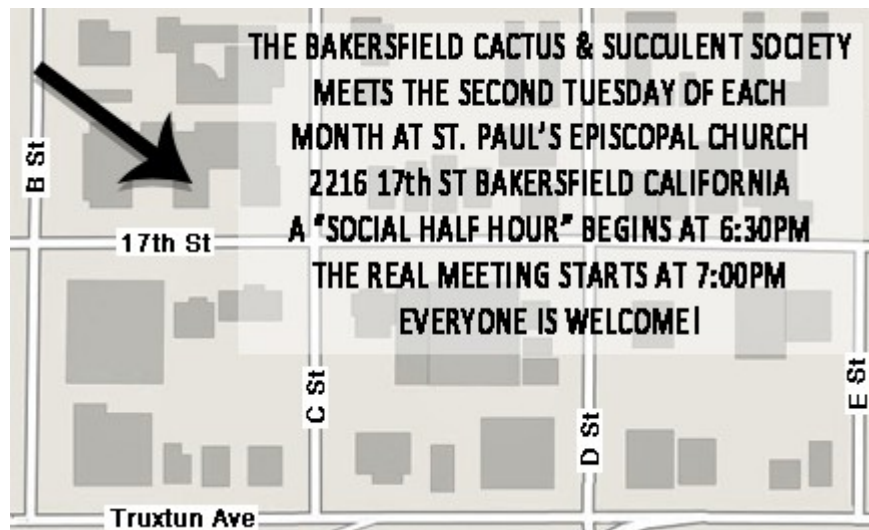 THE BAKERSFIELD CACTUS & SUCCULENT SOCIETY
MEETS THE SECOND TUESDAY OF EACH
MONTH AT ST. PAUL'S EPISCOPAL CHURCH
2216 17th ST BAKERSFIELD CALIFORNIA
A "SOCIAL HALF HOUR" BEGINS AT 6:30PM
THE REAL MEETING STARTS AT 7:00PM
EVERYONE IS WELCOME!
B St
17th St
C St
D St
E St
Truxtun Ave